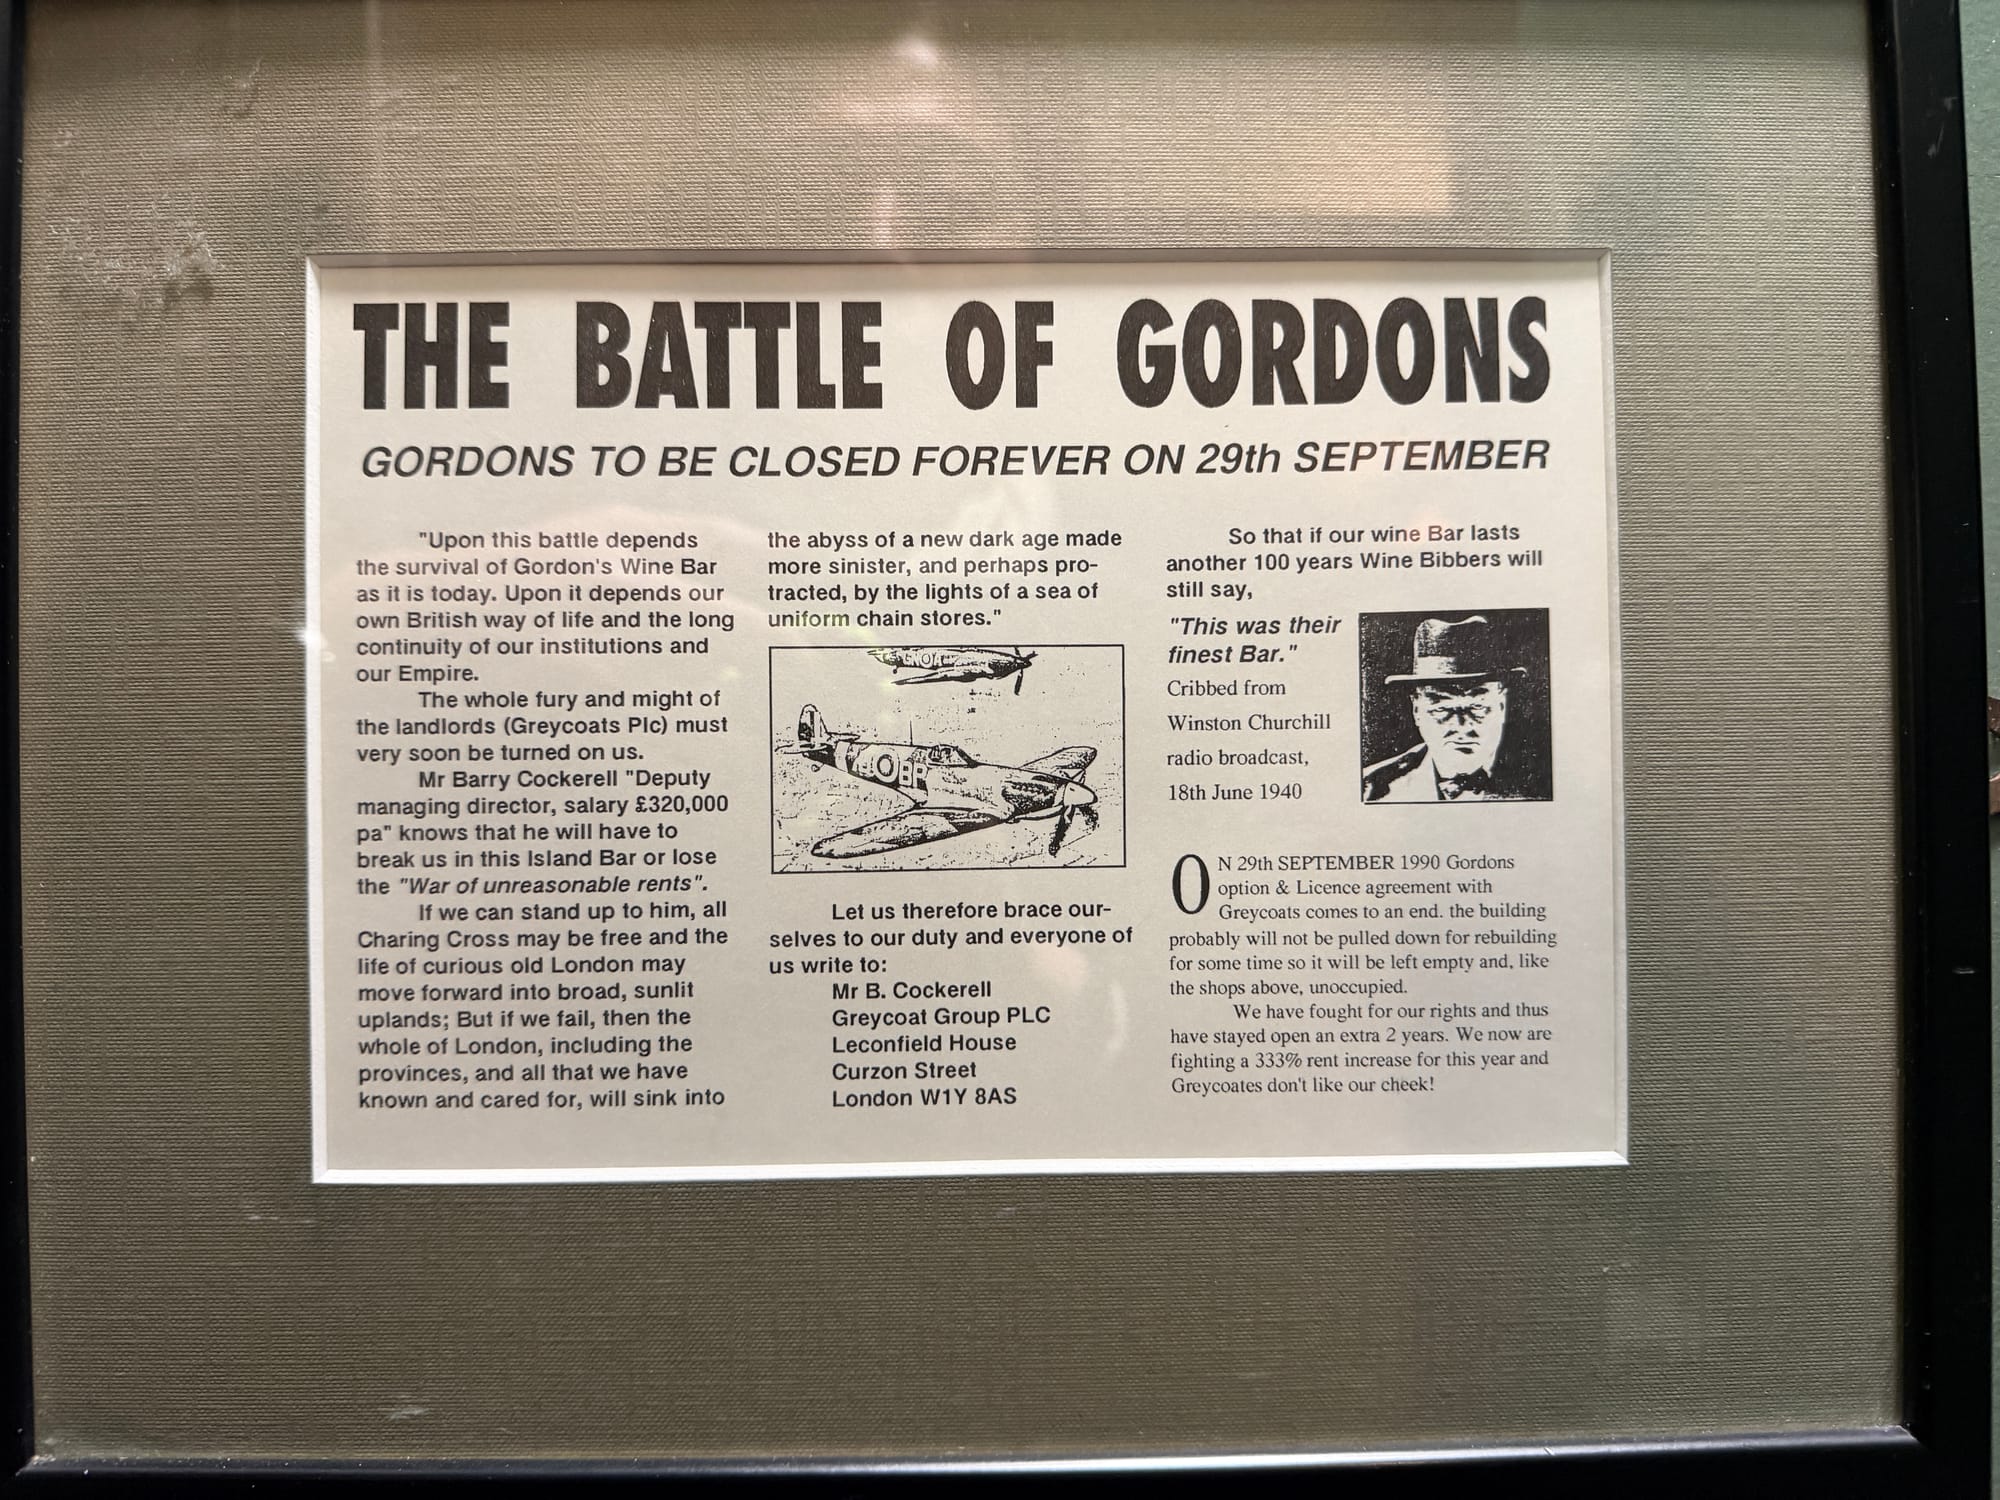 THE BATTLE OF GORDONS
GORDONS TO BE CLOSED FOREVER ON 29th SEPTEMBER
"Upon this battle depends
the survival of Gordon's Wine Bar
as it is today. Upon it depends our
own British way of life and the long
continuity of our institutions and
our Empire.
The whole fury and might of
the landlords (Greycoats Plc) must
very soon be turned on us.
Mr Barry Cockerell "Deputy
managing director, salary £320,000
pa" knows that he will have to
break us in this Island Bar or lose
the "War of unreasonable rents".
If we can stand up to him, all
Charing Cross may be free and the
life of curious old London may
move forward into broad, sunlit
uplands; But if we fail, then the
whole of London, including the
provinces, and all that we have
known and cared for, will sink into
the abyss of a new dark age made
more sinister, and perhaps pro-
tracted, by the lights of a sea of
uniform chain stores."
Let us therefore brace our-
selves to our duty and everyone of
us write to:
Mr B. Cockerell
Greycoat Group PLC
Leconfield House
Curzon Street
London W1Y 8AS
So that if our wine Bar lasts
another 100 years Wine Bibbers will
still say,
"This was their
finest Bar."
Cribbed from
Winston Churchill
radio broadcast,
18th June 1940
ON 29th SEPTEMBER 1990 Gordons
option & Licence agreement with
Greycoats comes to an end. the building
probably will not be pulled down for rebuilding
for some time so it will be left empty and, like
the shops above, unoccupied.
We have fought for our rights and thus
have stayed open an extra 2 years. We now are
fighting a 333% rent increase for this year and
Greycoates don't like our cheek!